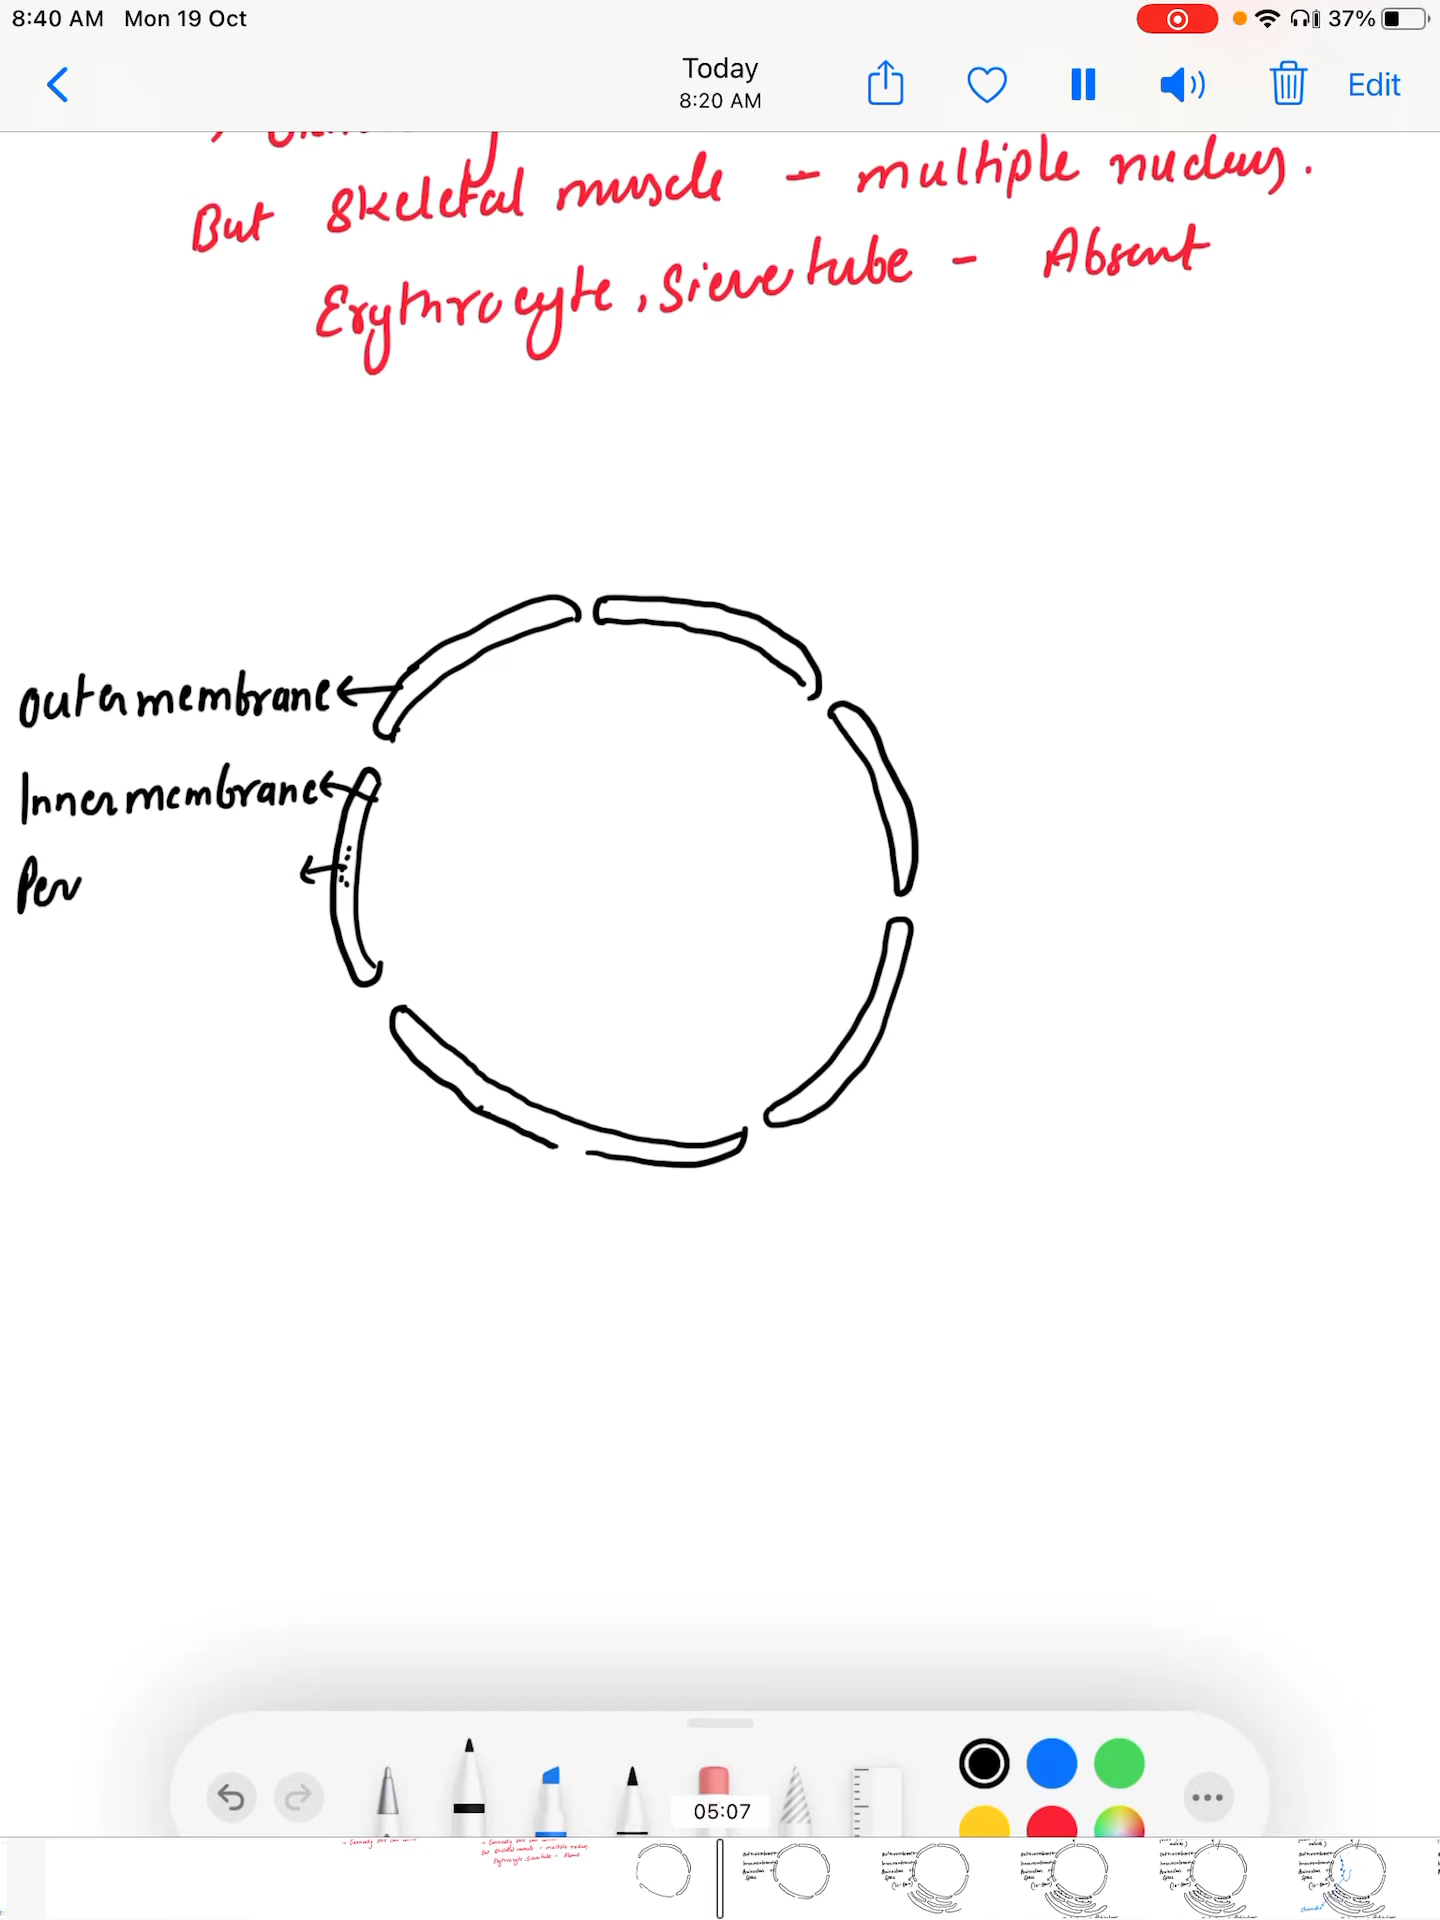 8:40 AM Mon 19 Oct 37%
Today
8:20 AM
Edit
But skeletal muscle - multiple nucleus.
Erythrocyte, Sieve tube - Absent
Outer membrane
Inner membrane
Per
05:07